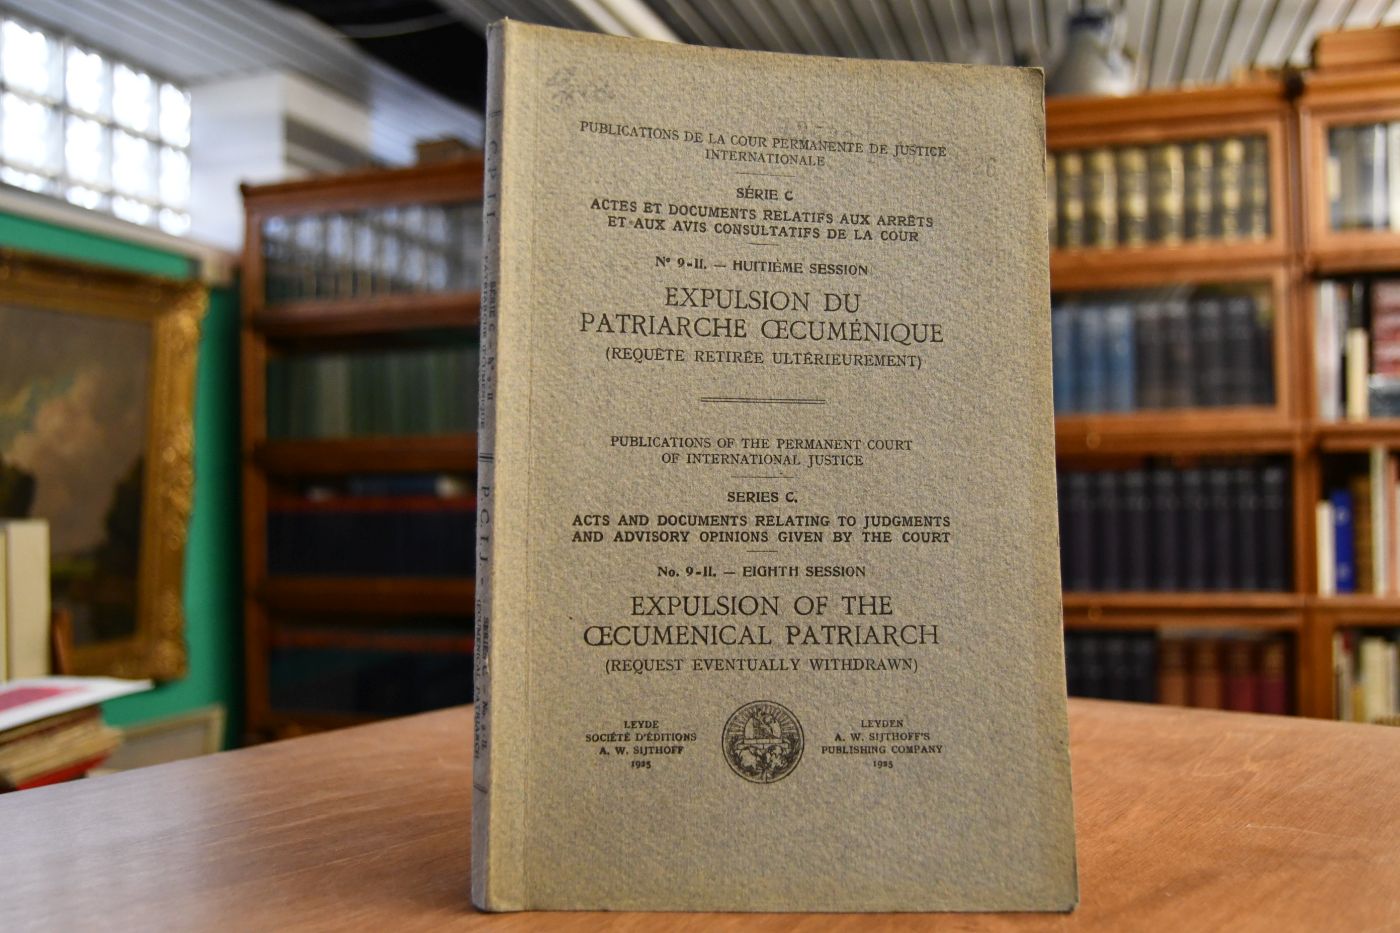 PUBLICATIONS DE LA COUR PERMANENTE DE JUSTICE
INTERNATIONALE
SÉRIE C
ACTES ET DOCUMENTS RELATIFS AUX ARRÊTS
ET AUX AVIS CONSULTATIFS DE LA COUR
N° 9-II. — HUITIÈME SESSION
EXPULSION DU
PATRIARCHE ŒCUMÉNIQUE
(REQUÊTE RETIRÉE ULTÉRIEUREMENT)
PUBLICATIONS OF THE PERMANENT COURT
OF INTERNATIONAL JUSTICE
SERIES C.
ACTS AND DOCUMENTS RELATING TO JUDGMENTS
AND ADVISORY OPINIONS GIVEN BY THE COURT
No. 9-II. — EIGHTH SESSION
EXPULSION OF THE
ŒCUMENICAL PATRIARCH
(REQUEST EVENTUALLY WITHDRAWN)
LEYDE
SOCIÉTÉ D'ÉDITIONS
A. W. SIJTHOFF
1925
LEYDEN
A. W. SIJTHOFF'S
PUBLISHING COMPANY
1925